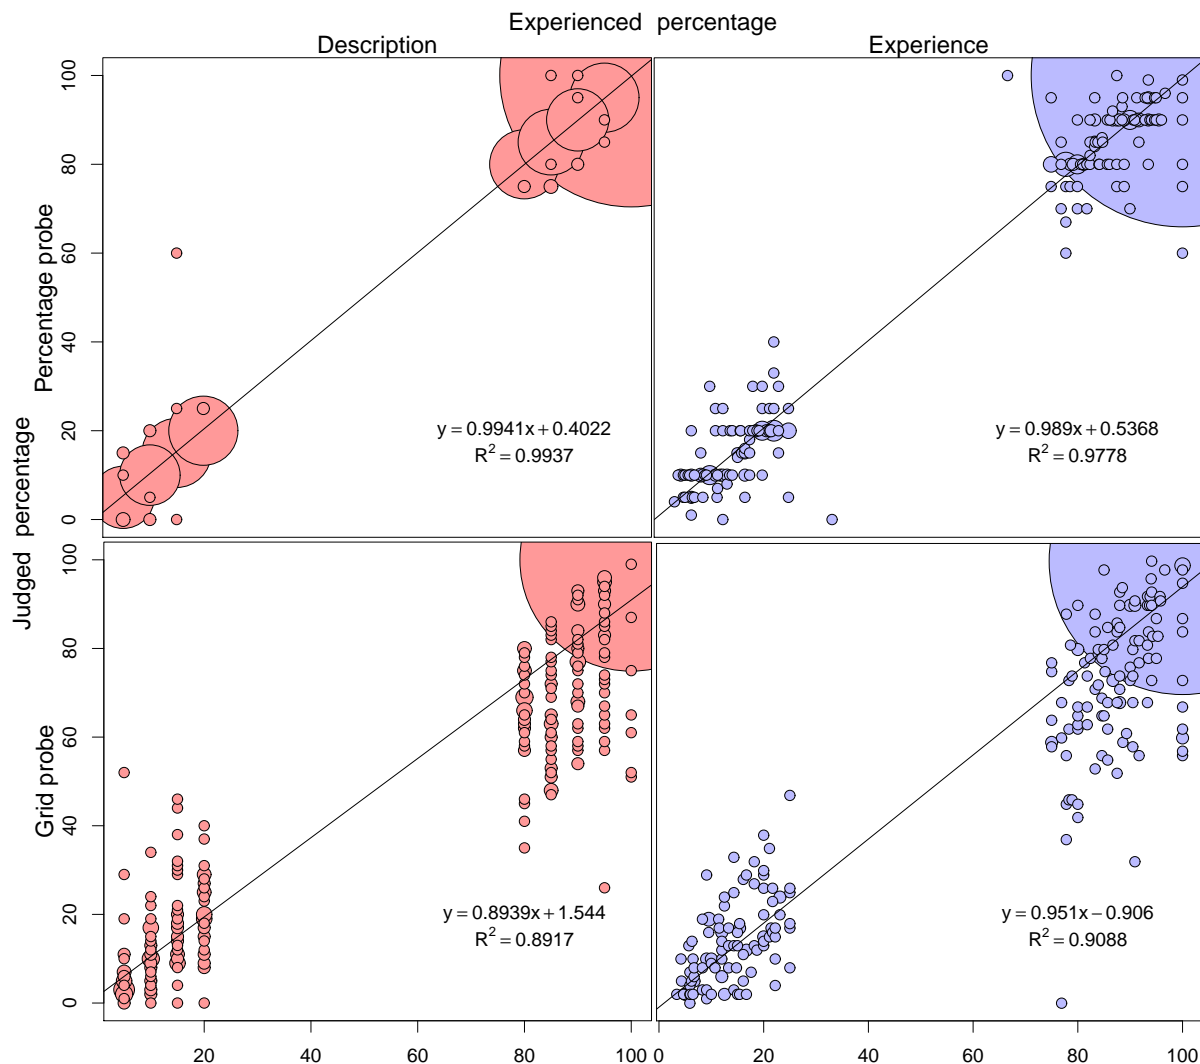 Experienced percentage
Description
Experience
Judged percentage
Percentage probe
0 20 40 60 80 100
y = 0.9941x + 0.4022
R² = 0.9937
y = 0.989x + 0.5368
R² = 0.9778
Grid probe
0 20 40 60 80 100
y = 0.8939x + 1.544
R² = 0.8917
y = 0.951x − 0.906
R² = 0.9088
20 40 60 80 100
0 20 40 60 80 100